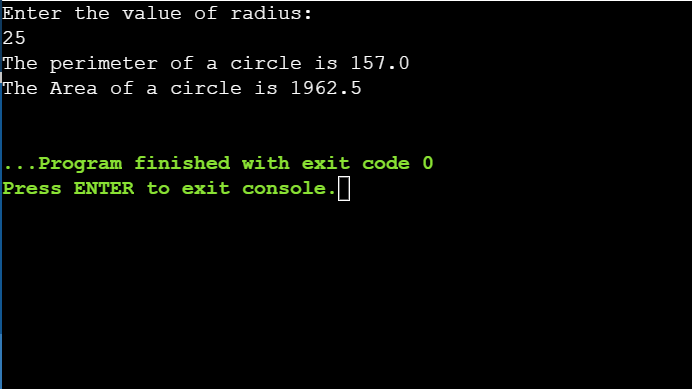 Enter the value of radius:
25
The perimeter of a circle is 157.0
The Area of a circle is 1962.5
...Program finished with exit code 0
Press ENTER to exit console.